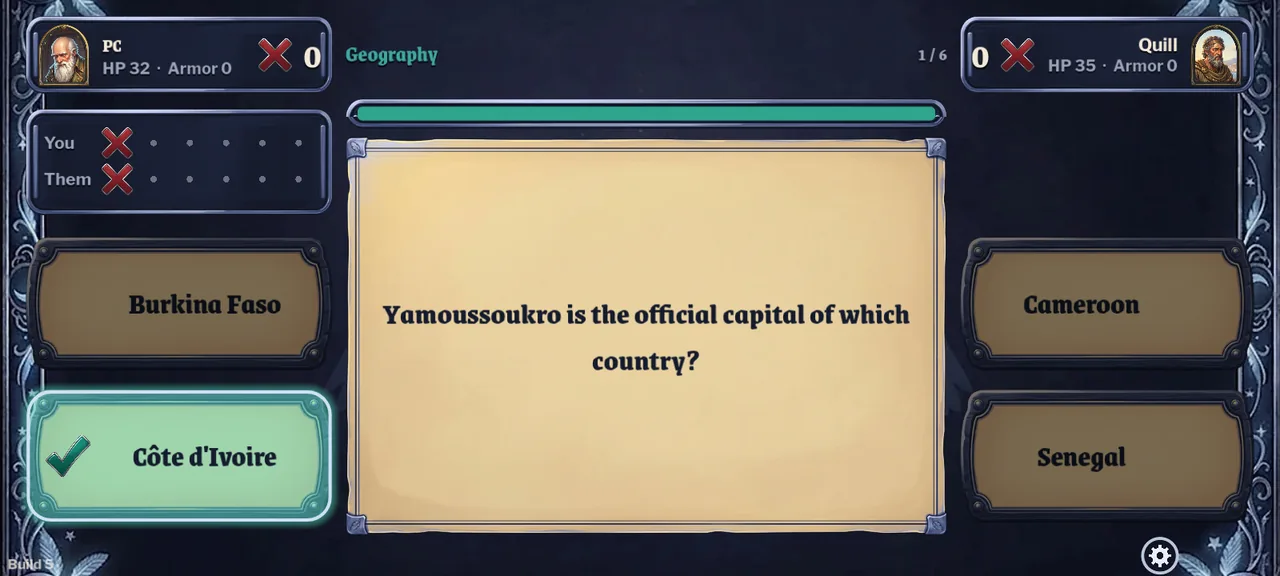 PC
HP 32 · Armor 0
0
Geography
1 / 6
0
Quill
HP 35 · Armor 0
You
Them
Yamoussoukro is the official capital of which
country?
Burkina Faso
Cameroon
Côte d'Ivoire
Senegal
Build 5